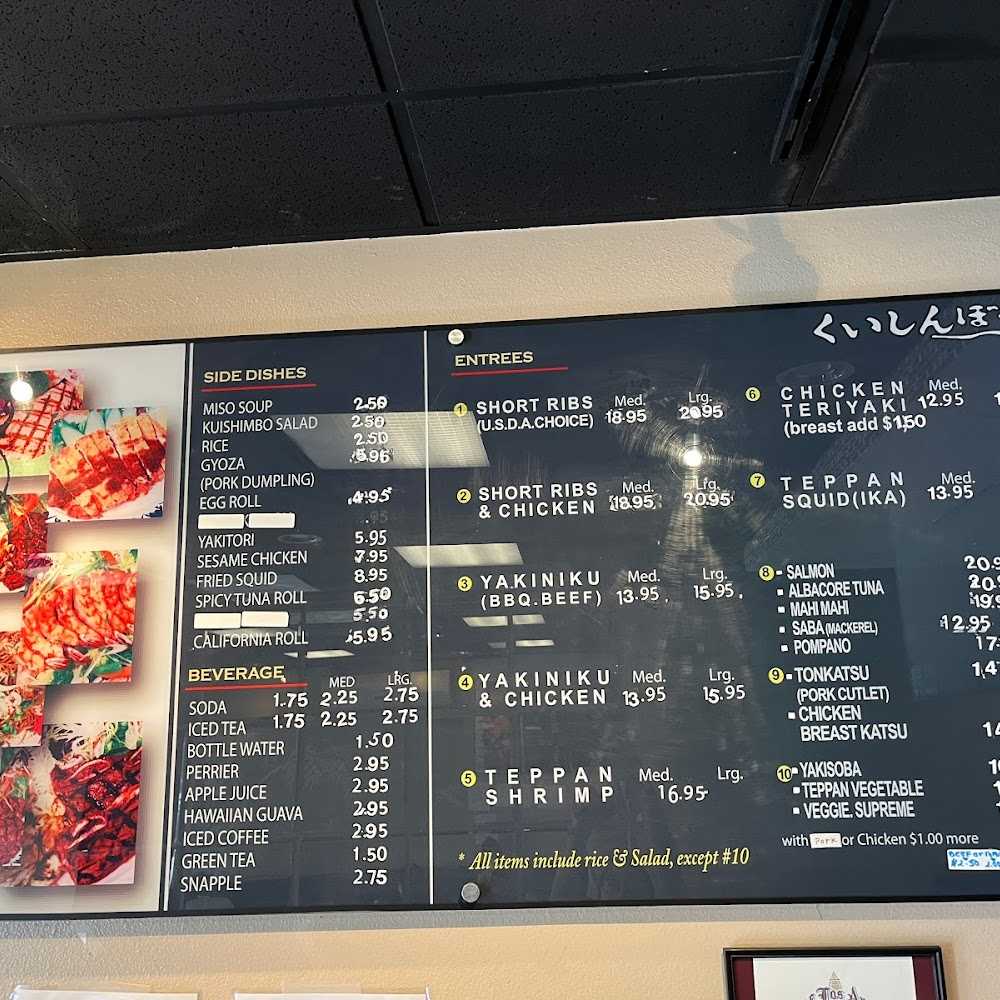 SIDE DISHES
MISO SOUP 2.50
KUISHIMBO SALAD 2.50
RICE 2.50
GYOZA 5.95
(PORK DUMPLING)
EGG ROLL 4.95
YAKITORI 5.95
SESAME CHICKEN 7.95
FRIED SQUID 8.95
SPICY TUNA ROLL 6.50
5.50
CALIFORNIA ROLL 5.95
BEVERAGE MED LRG.
SODA 1.75 2.25 2.75
ICED TEA 1.75 2.25 2.75
BOTTLE WATER 1.50
PERRIER 2.95
APPLE JUICE 2.95
HAWAIIAN GUAVA 2.95
ICED COFFEE 2.95
GREEN TEA 1.50
SNAPPLE 2.75
ENTREES
1 SHORT RIBS Med. Lrg.
(U.S.D.A.CHOICE) 18.95 20.95
2 SHORT RIBS Med. Lrg.
& CHICKEN 18.95 20.95
3 YAKINIKU Med. Lrg.
(BBQ.BEEF) 13.95 15.95
4 YAKINIKU Med. Lrg.
& CHICKEN 13.95 15.95
5 TEPPAN Med. Lrg.
SHRIMP 16.95
* All items include rice & Salad, except #10
くいしんぼ
6 CHICKEN Med.
TERIYAKI 12.95
(breast add $1.50
7 TEPPAN Med.
SQUID(IKA) 13.95
8 - SALMON 20.9
ALBACORE TUNA 20.
MAHI MAHI 19.
SABA (MACKEREL) 12.95
POMPANO 17
9 - TONKATSU 14
(PORK CUTLET)
CHICKEN
BREAST KATSU 14
10 YAKISOBA
TEPPAN VEGETABLE
VEGGIE. SUPREME
with Pork or Chicken $1.00 more
$2.50